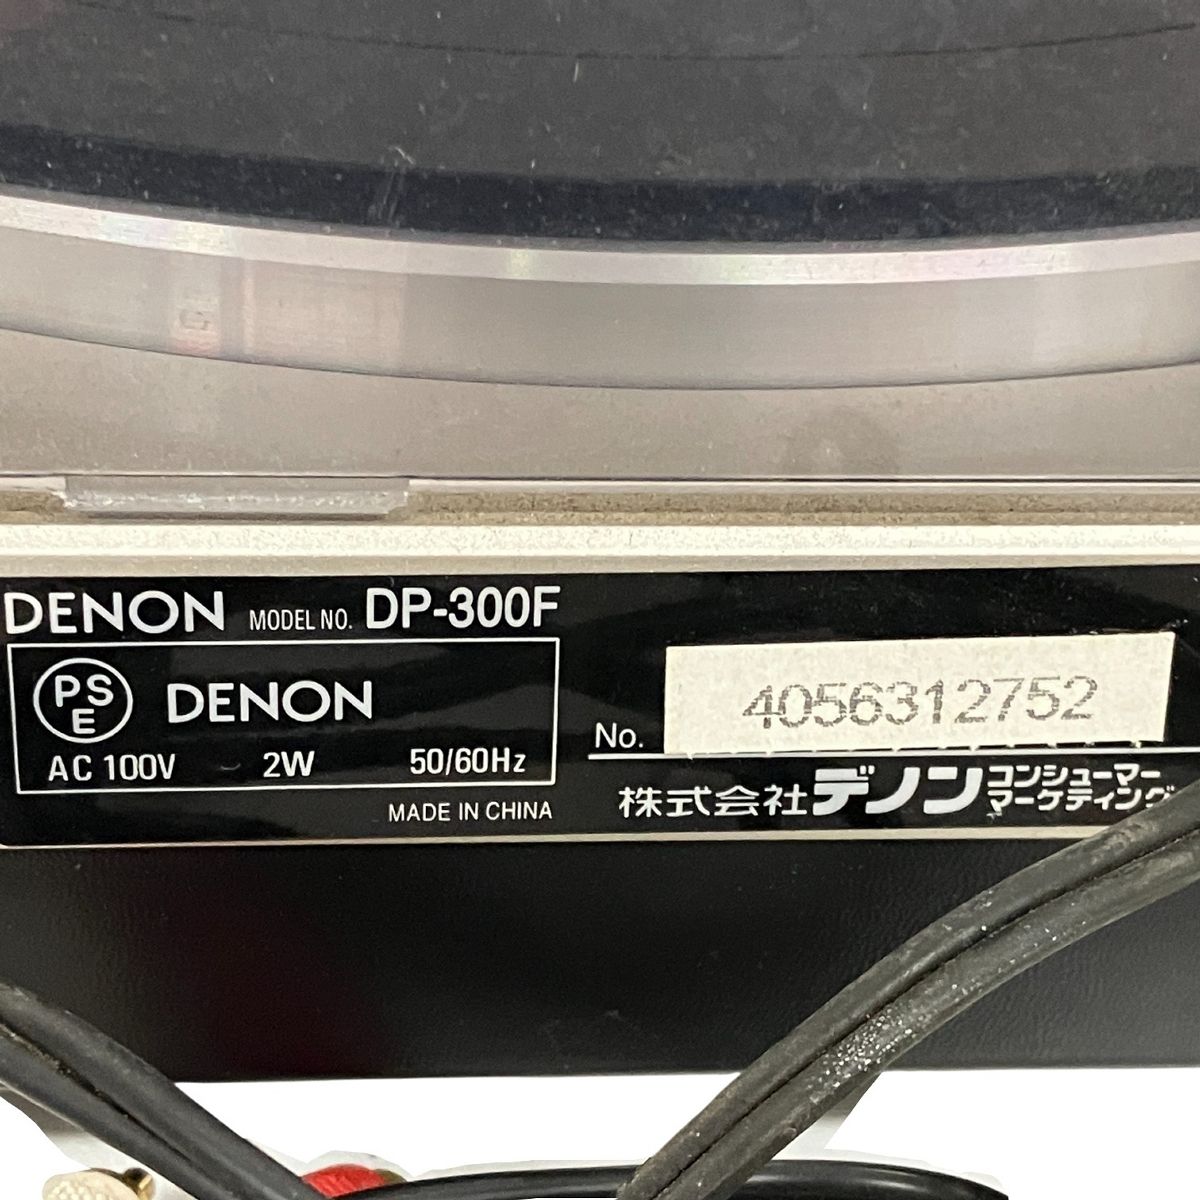 DENON MODEL NO. DP-300F
PSE DENON
AC 100V 2W 50/60Hz
MADE IN CHINA
No. 4056312752
株式会社デノン コンシューマー
マーケティング